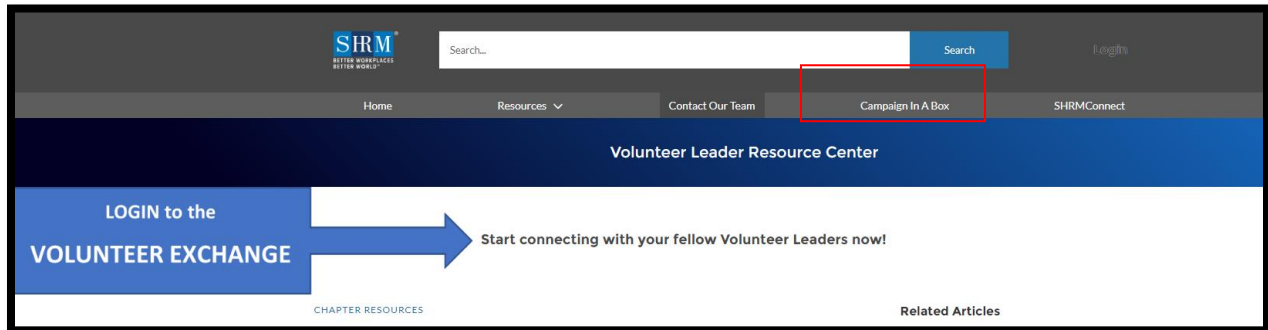 SHRM®
BETTER WORKPLACES
BETTER WORLD™
Search...
Search
Login
Home
Resources
Contact Our Team
Campaign In A Box
SHRMConnect
Volunteer Leader Resource Center
LOGIN to the
VOLUNTEER EXCHANGE
Start connecting with your fellow Volunteer Leaders now!
CHAPTER RESOURCES
Related Articles